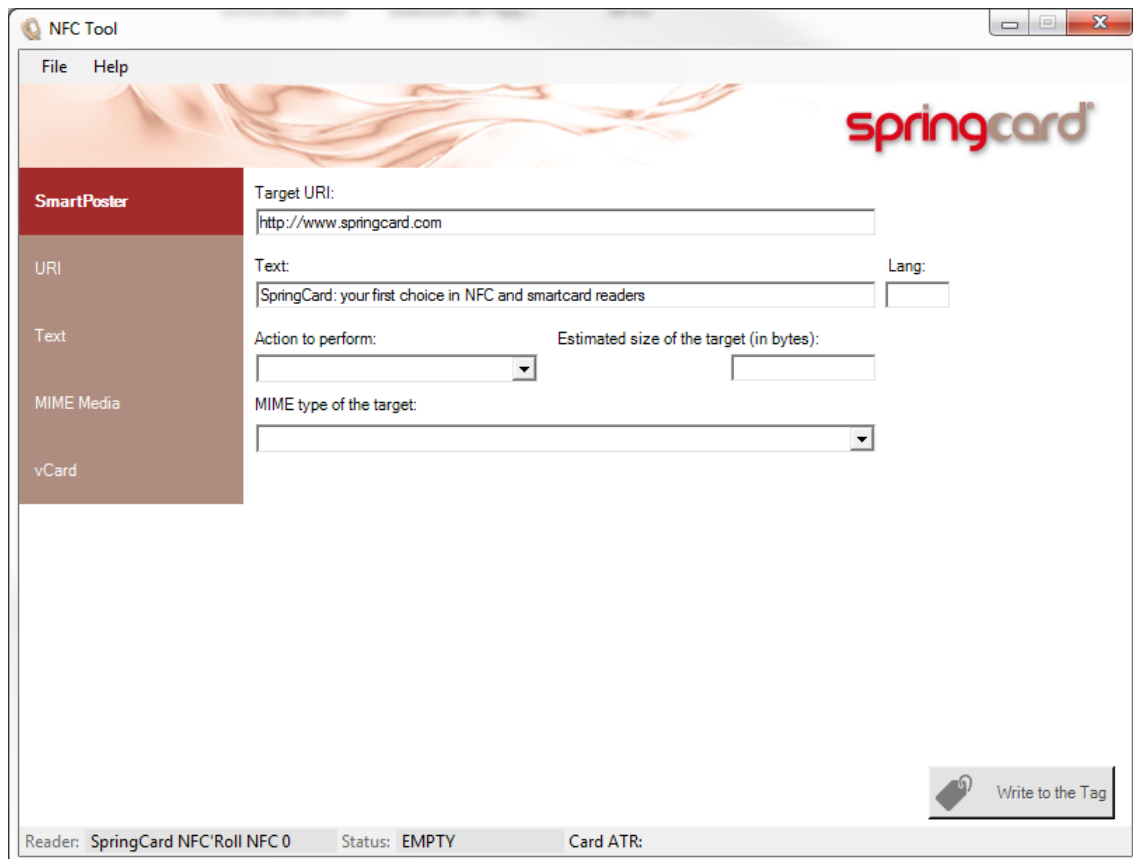 NFC Tool
File Help
springcard®
SmartPoster
URI
Text
MIME Media
vCard
Target URI:
http://www.springcard.com
Text: Lang:
SpringCard: your first choice in NFC and smartcard readers
Action to perform: Estimated size of the target (in bytes):
MIME type of the target:
Write to the Tag
Reader: SpringCard NFC'Roll NFC 0 Status: EMPTY Card ATR: